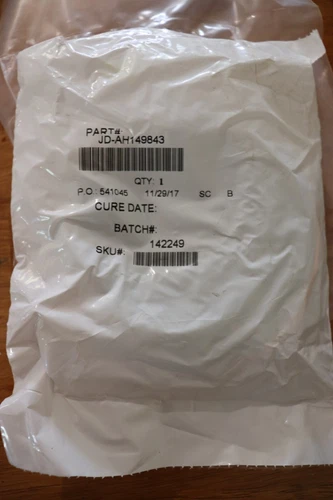 PART#:
JD-AH149843
QTY: 1
P.O.: 541045 11/29/17 SC B
CURE DATE:
BATCH#:
142249
SKU#: